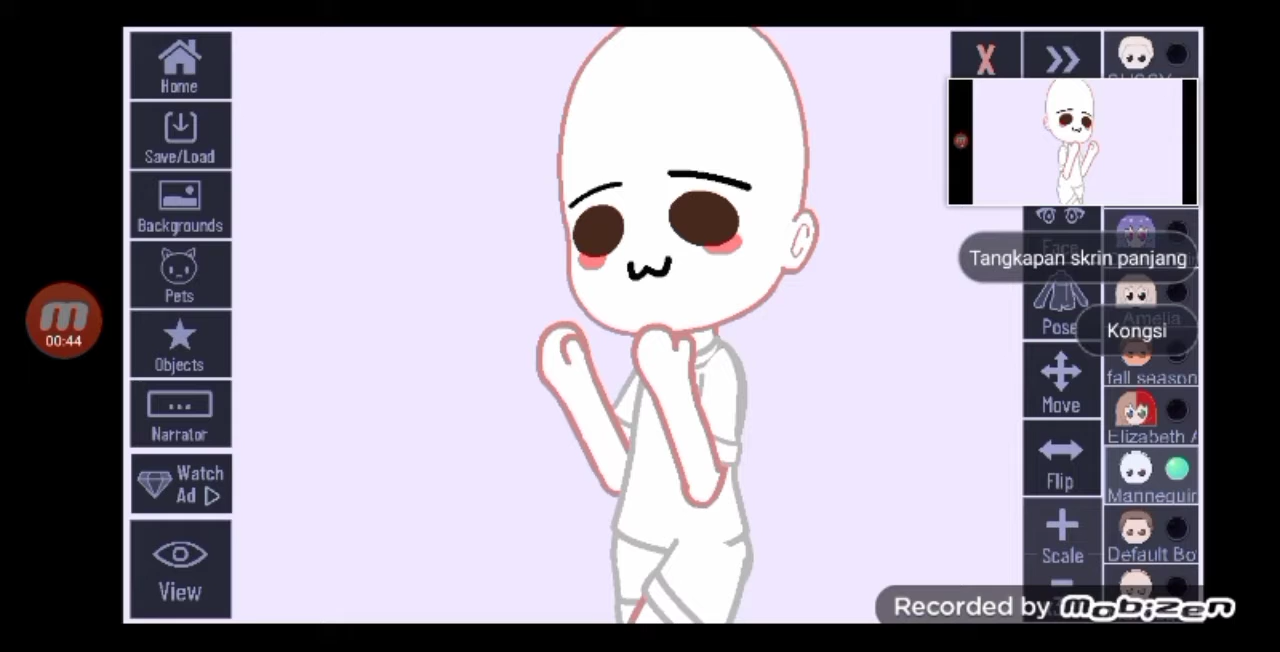 Home
Save/Load
Backgrounds
Pets
Objects
Narrator
Watch
Ad
View
m
00:44
X
Tangkapan skrin panjang
Pose
Amelia
Kongsi
fall season
Move
Elizabeth A
Flip
Mannequin
Scale
Default Bo
Face
Recorded by mobizen